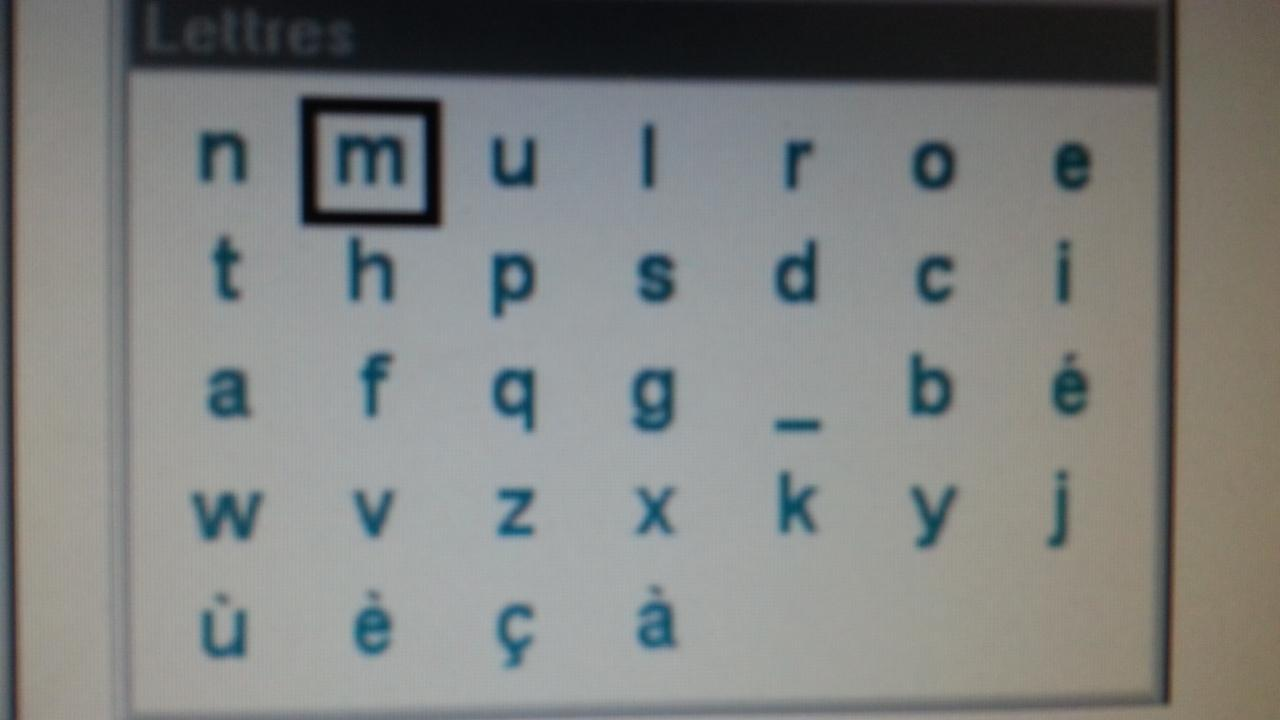 Lettres
n m u l r o e
t h p s d c i
a f q g _ b é
w v z x k y j
ù è ç à